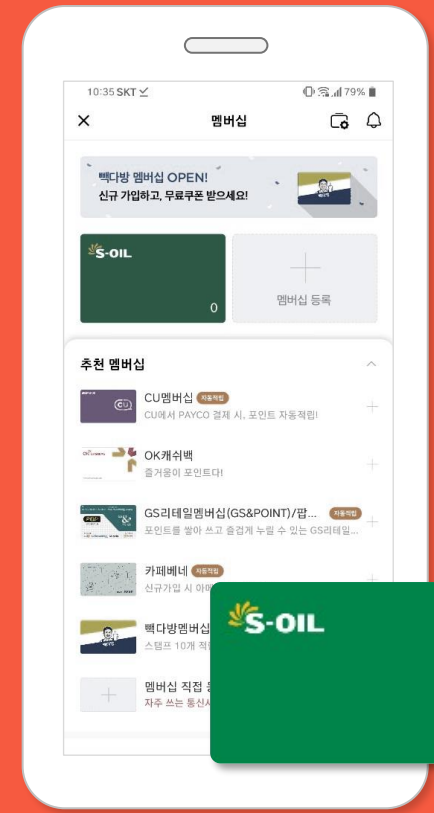 10:35 SKT
79%
멤버십
빽다방 멤버십 OPEN!
신규 가입하고, 무료쿠폰 받으세요!
S-OIL
0
멤버십 등록
추천 멤버십
CU
CU멤버십 자동적립
CU에서 PAYCO 결제 시, 포인트 자동적립!
OK캐쉬백
즐거움이 포인트다!
POP
GS리테일멤버십(GS&POINT)/팝... 자동적립
포인트를 쌓아 쓰고 즐겁게 누릴 수 있는 GS리테일...
카페베네 자동적립
신규가입 시 아메
빽다방멤버십
스탬프 10개 적
멤버십 직접 등
자주 쓰는 통신사
S-OIL